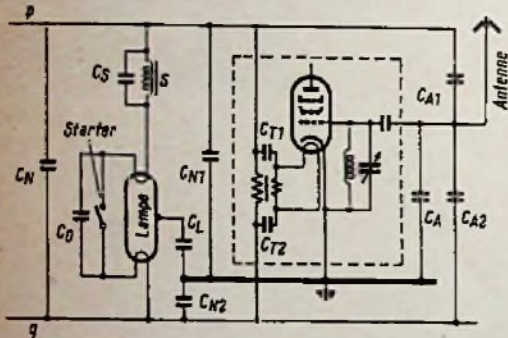 p
C_S
S
Starter
C_N
C_N1
C_T1
C_A1
Antenne
C_0
Lampe
C_L
C_T2
C_A
C_A2
C_N2
q